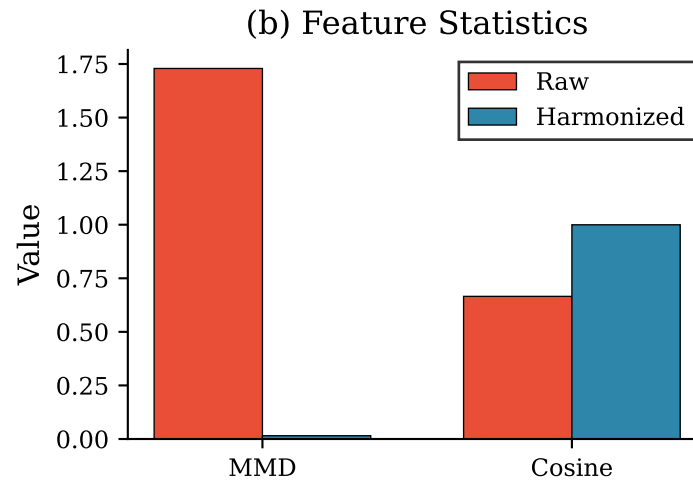 (b) Feature Statistics
Raw
Harmonized
Value
1.75
1.50
1.25
1.00
0.75
0.50
0.25
0.00
MMD
Cosine